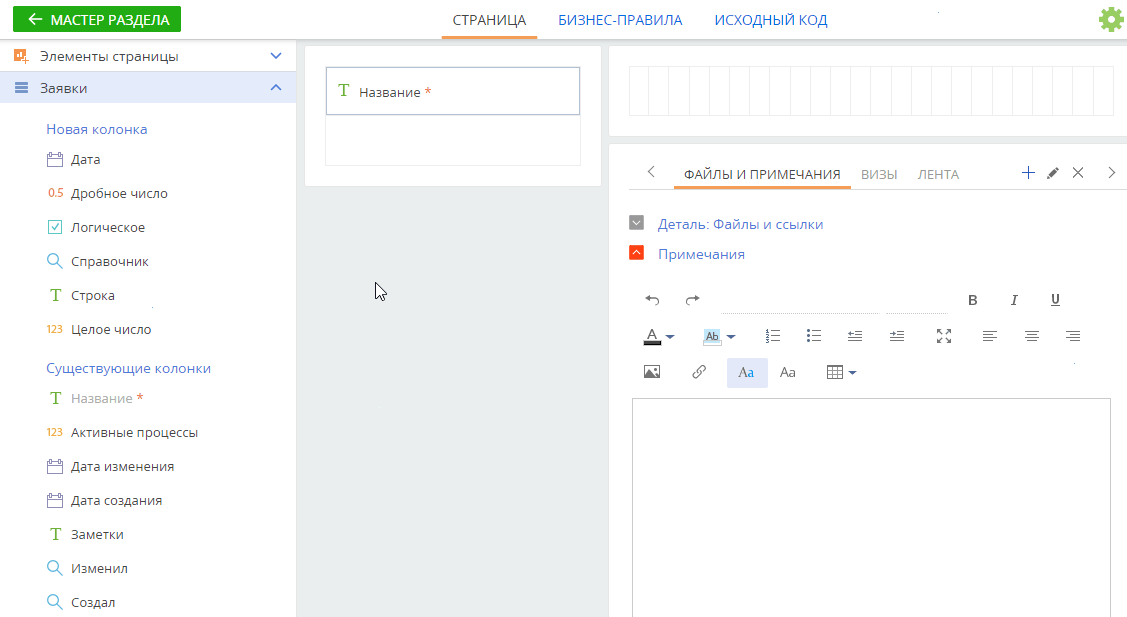 МАСТЕР РАЗДЕЛА
СТРАНИЦА БИЗНЕС-ПРАВИЛА ИСХОДНЫЙ КОД
Элементы страницы
Заявки
Новая колонка
Дата
0.5 Дробное число
Логическое
Справочник
T Строка
123 Целое число
Существующие колонки
T Название *
123 Активные процессы
Дата изменения
Дата создания
T Заметки
Изменил
Создал
T Название *
ФАЙЛЫ И ПРИМЕЧАНИЯ ВИЗЫ ЛЕНТА
Деталь: Файлы и ссылки
Примечания
B I U
A Ab
Aa Aa